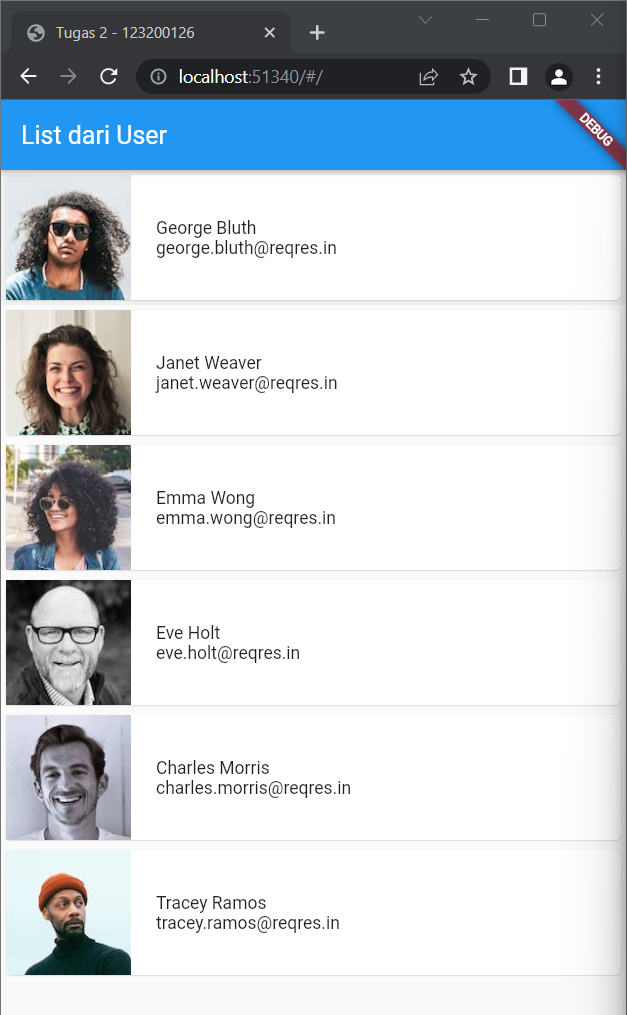 Tugas 2 - 123200126
localhost:51340/#/
List dari User
DEBUG
George Bluth
george.bluth@reqres.in
Janet Weaver
janet.weaver@reqres.in
Emma Wong
emma.wong@reqres.in
Eve Holt
eve.holt@reqres.in
Charles Morris
charles.morris@reqres.in
Tracey Ramos
tracey.ramos@reqres.in